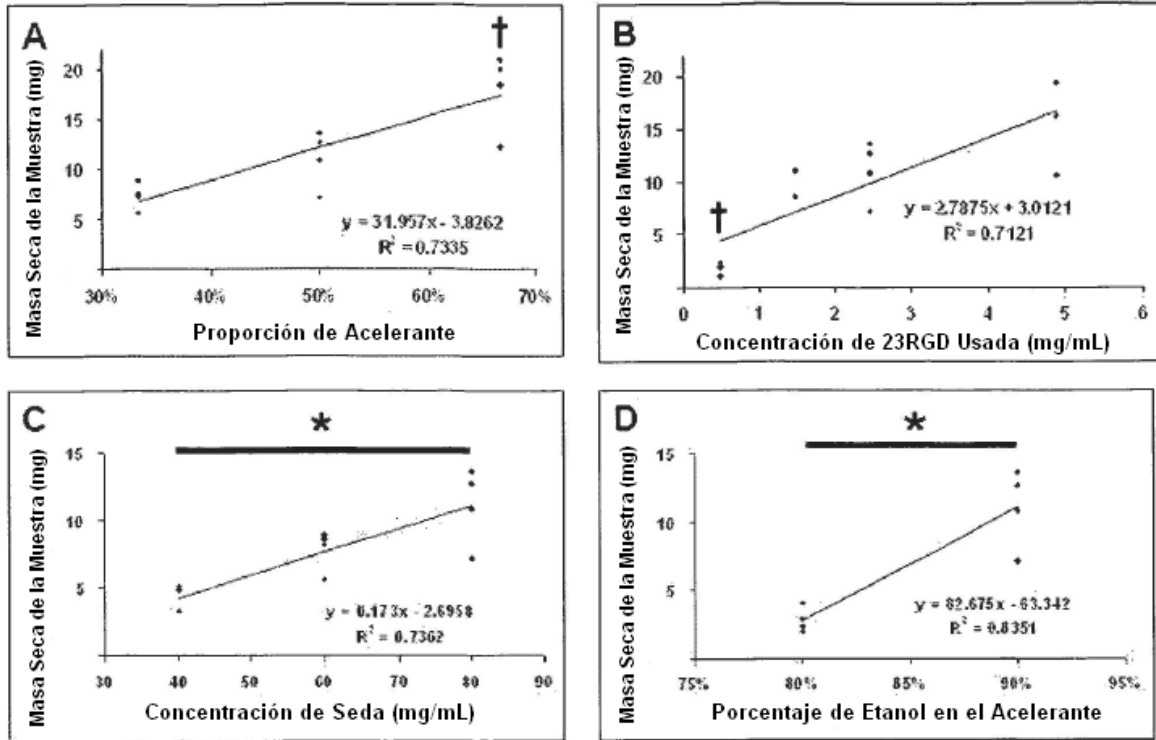 A
†
Masa Seca de la Muestra (mg)
20
15
10
5
y = 31.957x - 3.8262
R² = 0.7335
30% 40% 50% 60% 70%
Proporción de Acelerante
B
†
Masa Seca de la Muestra (mg)
20
15
10
5
y = 2.7875x + 3.0121
R² = 0.7121
0 1 2 3 4 5 6
Concentración de 23RGD Usada (mg/mL)
C
*
Masa Seca de la Muestra (mg)
15
10
5
y = 0.173x - 2.6958
R² = 0.7362
30 40 50 60 70 80 90
Concentración de Seda (mg/mL)
D
*
Masa Seca de la Muestra (mg)
15
10
5
y = 82.675x - 63.342
R² = 0.8351
75% 80% 85% 90% 95%
Porcentaje de Etanol en el Acelerante